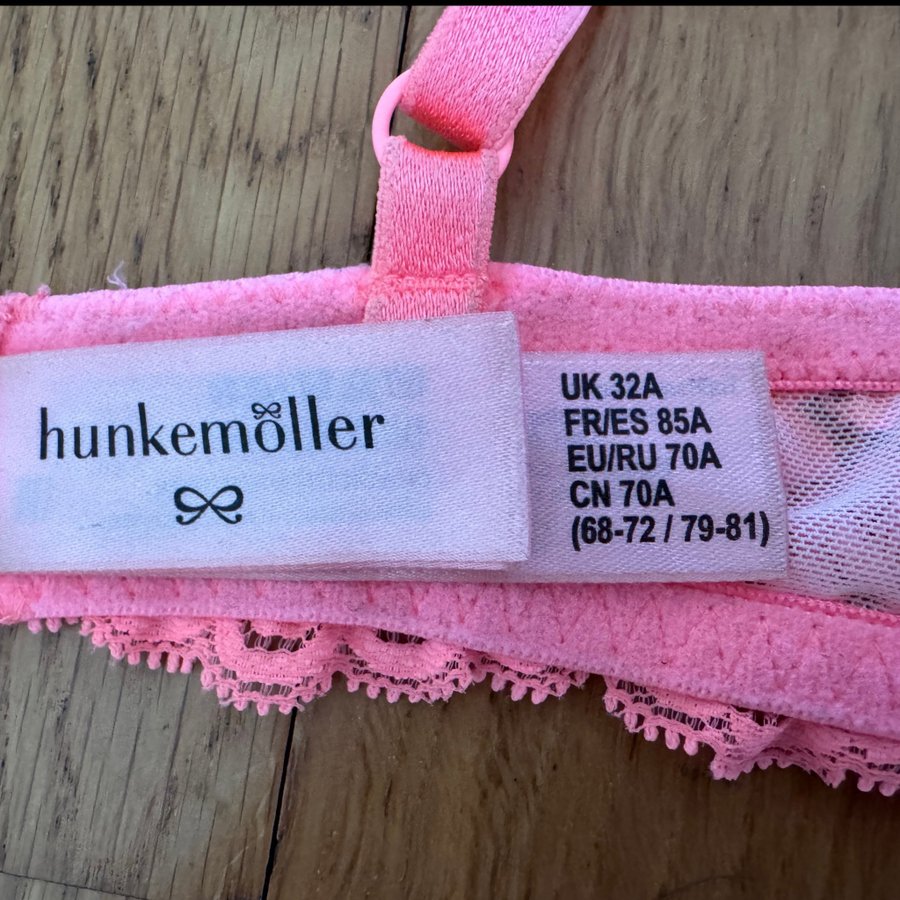 hunkemöller
UK 32A
FR/ES 85A
EU/RU 70A
CN 70A
(68-72 / 79-81)